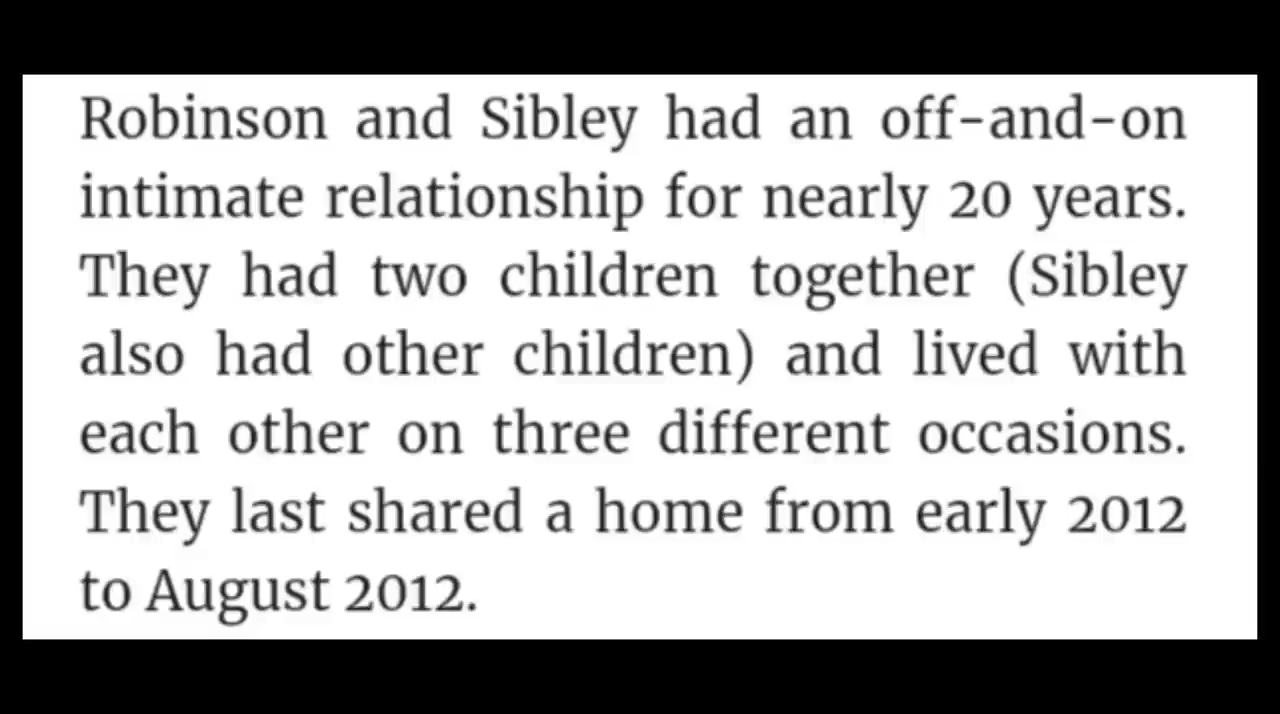 Robinson and Sibley had an off-and-on
intimate relationship for nearly 20 years.
They had two children together (Sibley
also had other children) and lived with
each other on three different occasions.
They last shared a home from early 2012
to August 2012.